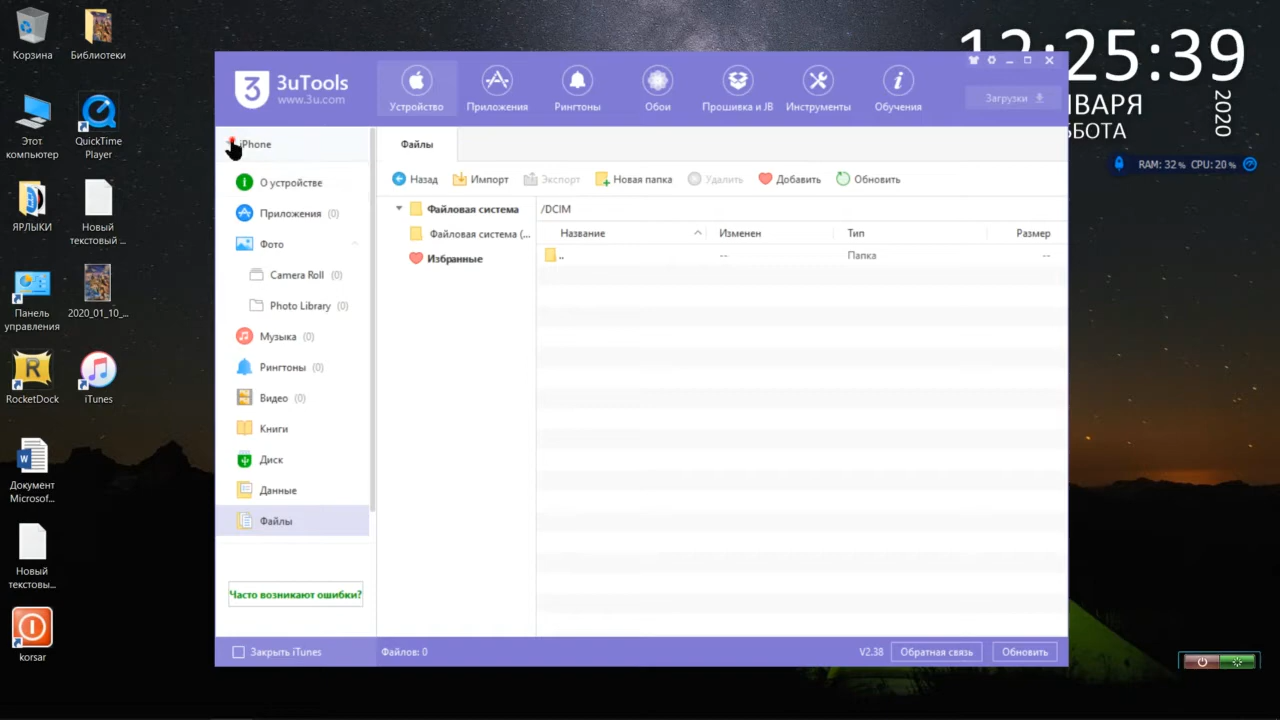 Корзина
Библиотеки
Этот
компьютер
QuickTime
Player
ЯРЛЫКИ
Новый
текстовый ...
Панель
управления
2020_01_10_...
RocketDock
iTunes
Документ
Microsof...
Новый
текстовы...
korsar
3
3uTools
www.3u.com
Устройство
Приложения
Рингтоны
Обои
Прошивка и JB
Инструменты
Обучения
Загрузки
12:25:39
2020
RAM: 32 % CPU: 20 %
iPhone
О устройстве
Приложения (0)
Фото
Camera Roll (0)
Photo Library (0)
Музыка (0)
Рингтоны (0)
Видео (0)
Книги
Диск
Данные
Файлы
Часто возникают ошибки?
Файлы
Назад
Импорт
Экспорт
Новая папка
Удалить
Добавить
Обновить
Файловая система
Файловая система (...
Избранные
/DCIM
Название
Изменен
Тип
Размер
..
--
Папка
--
Закрыть iTunes
Файлов: 0
V2.38
Обратная связь
Обновить